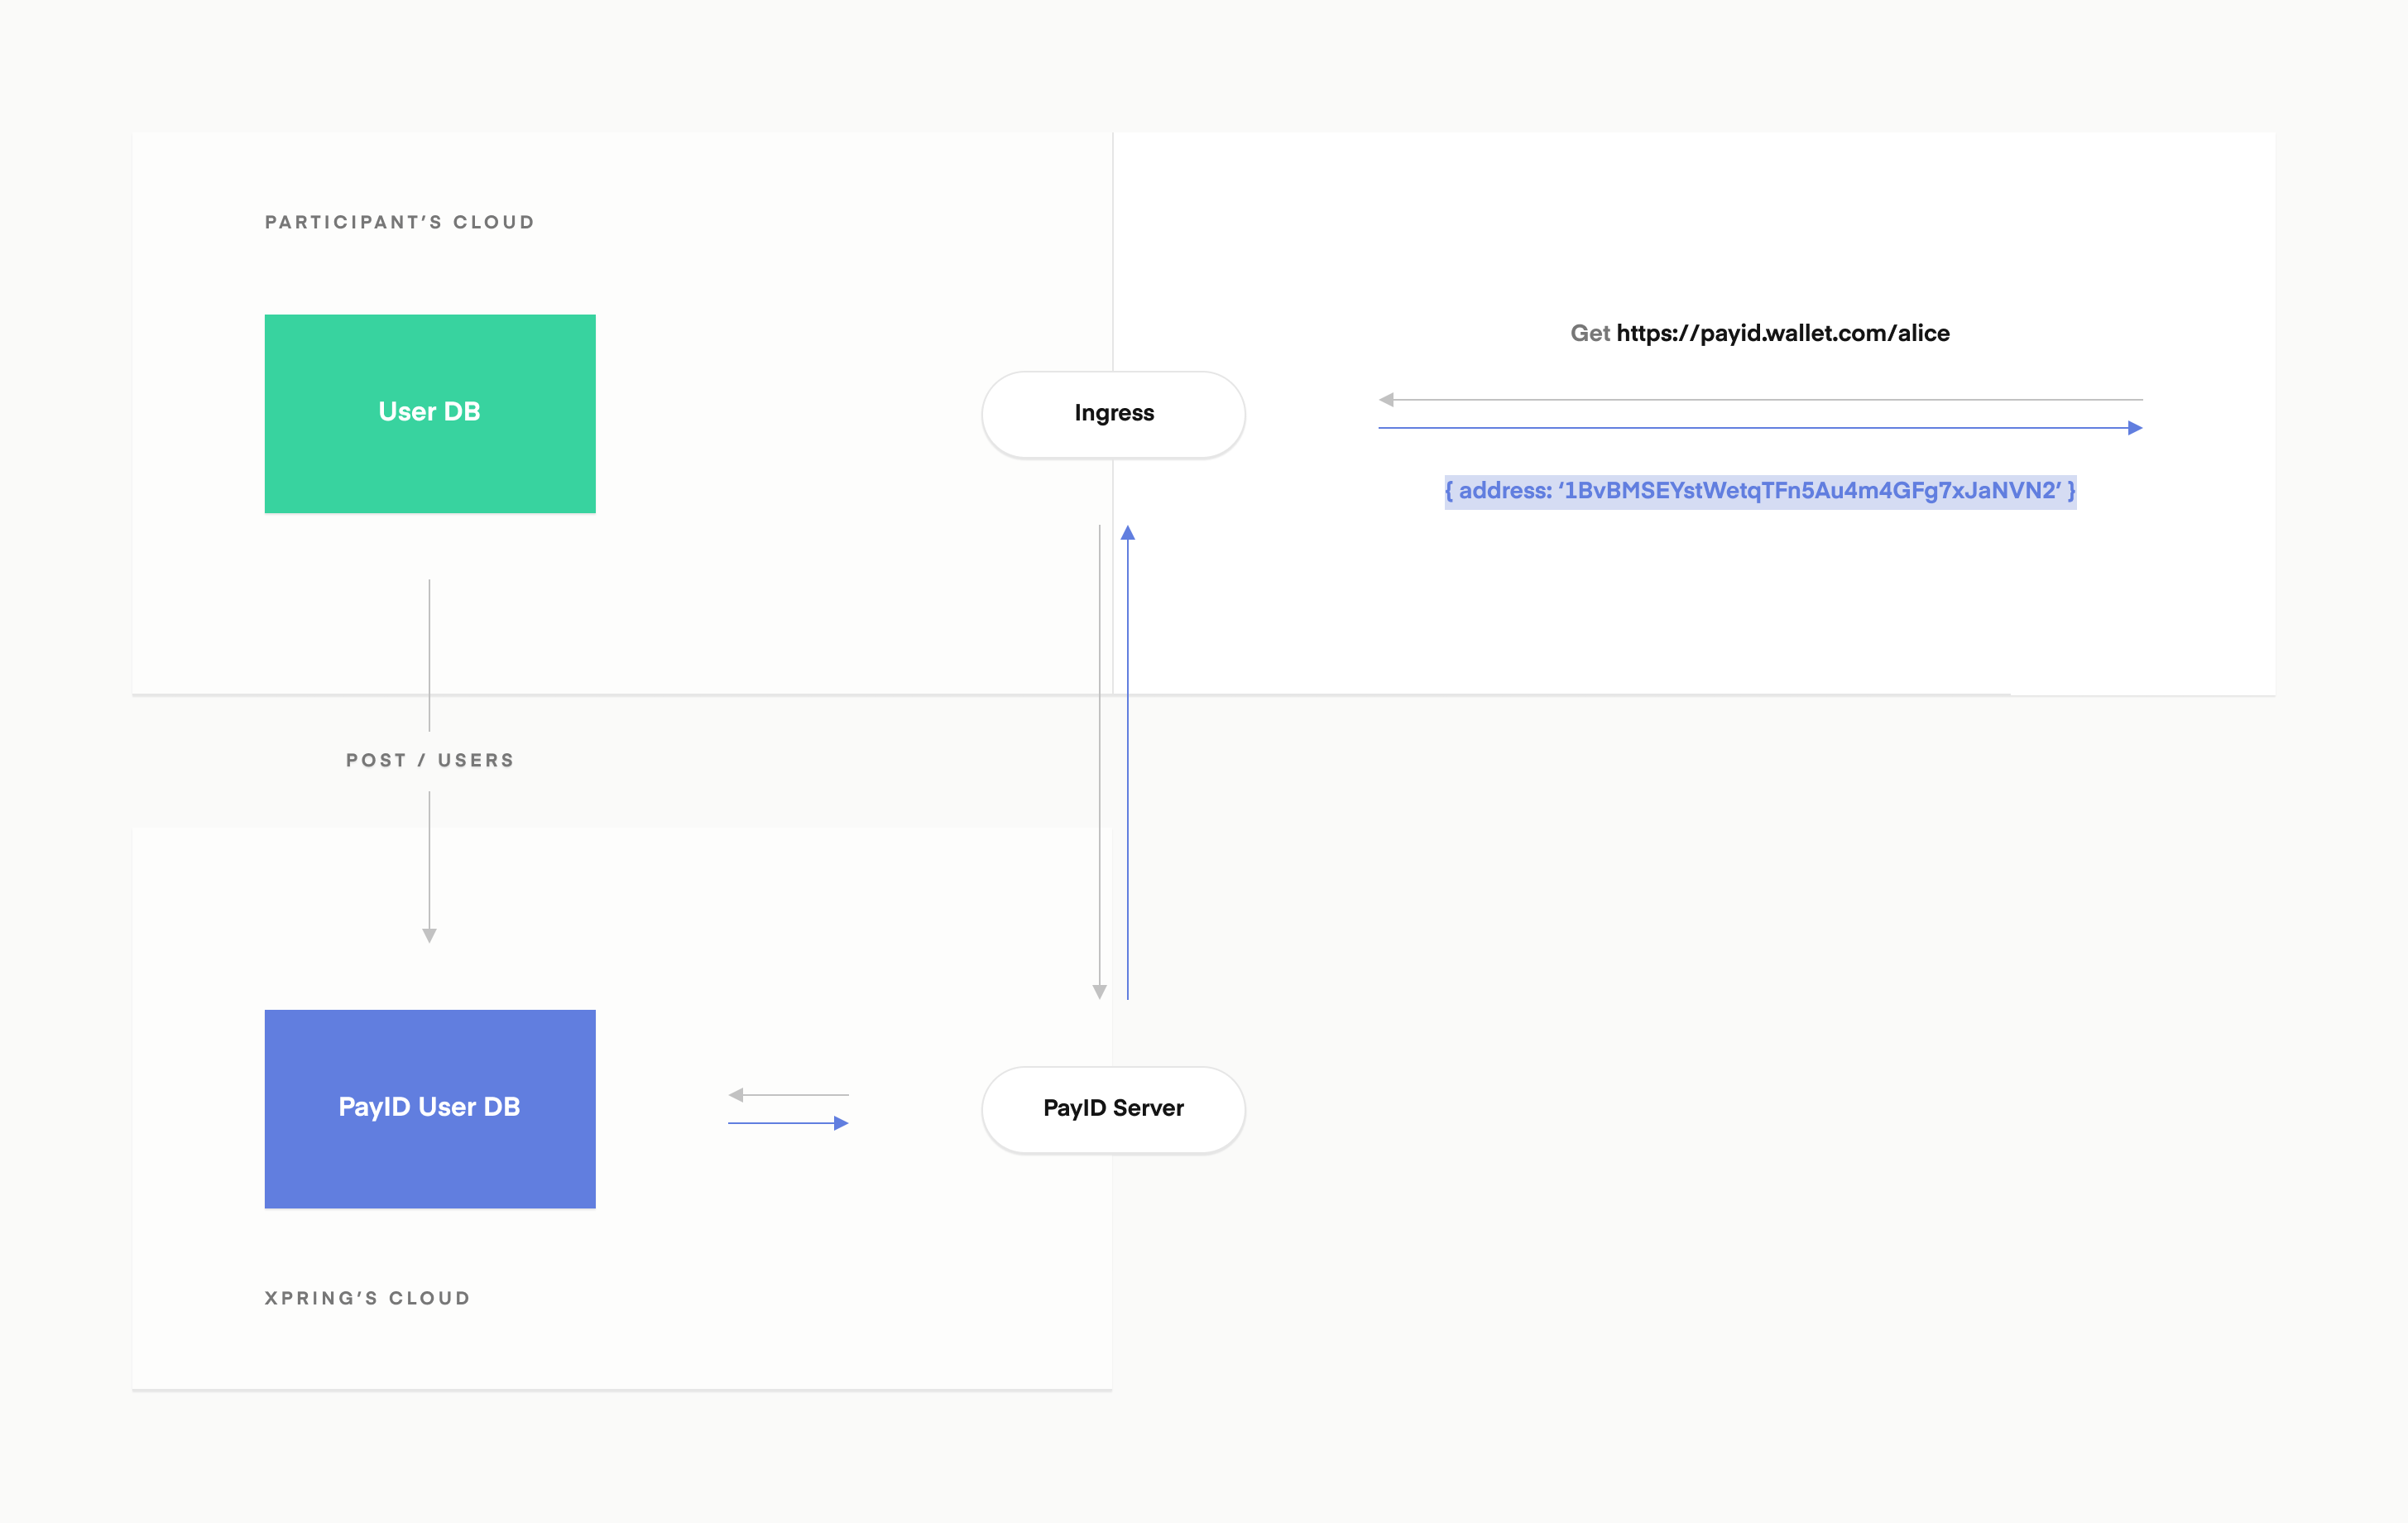 PARTICIPANT’S CLOUD
User DB
Ingress
Get https://payid.wallet.com/alice
{ address: ‘1BvBMSEYstWetqTFn5Au4m4GFg7xJaNVN2’ }
POST / USERS
PayID User DB
PayID Server
XPRING’S CLOUD